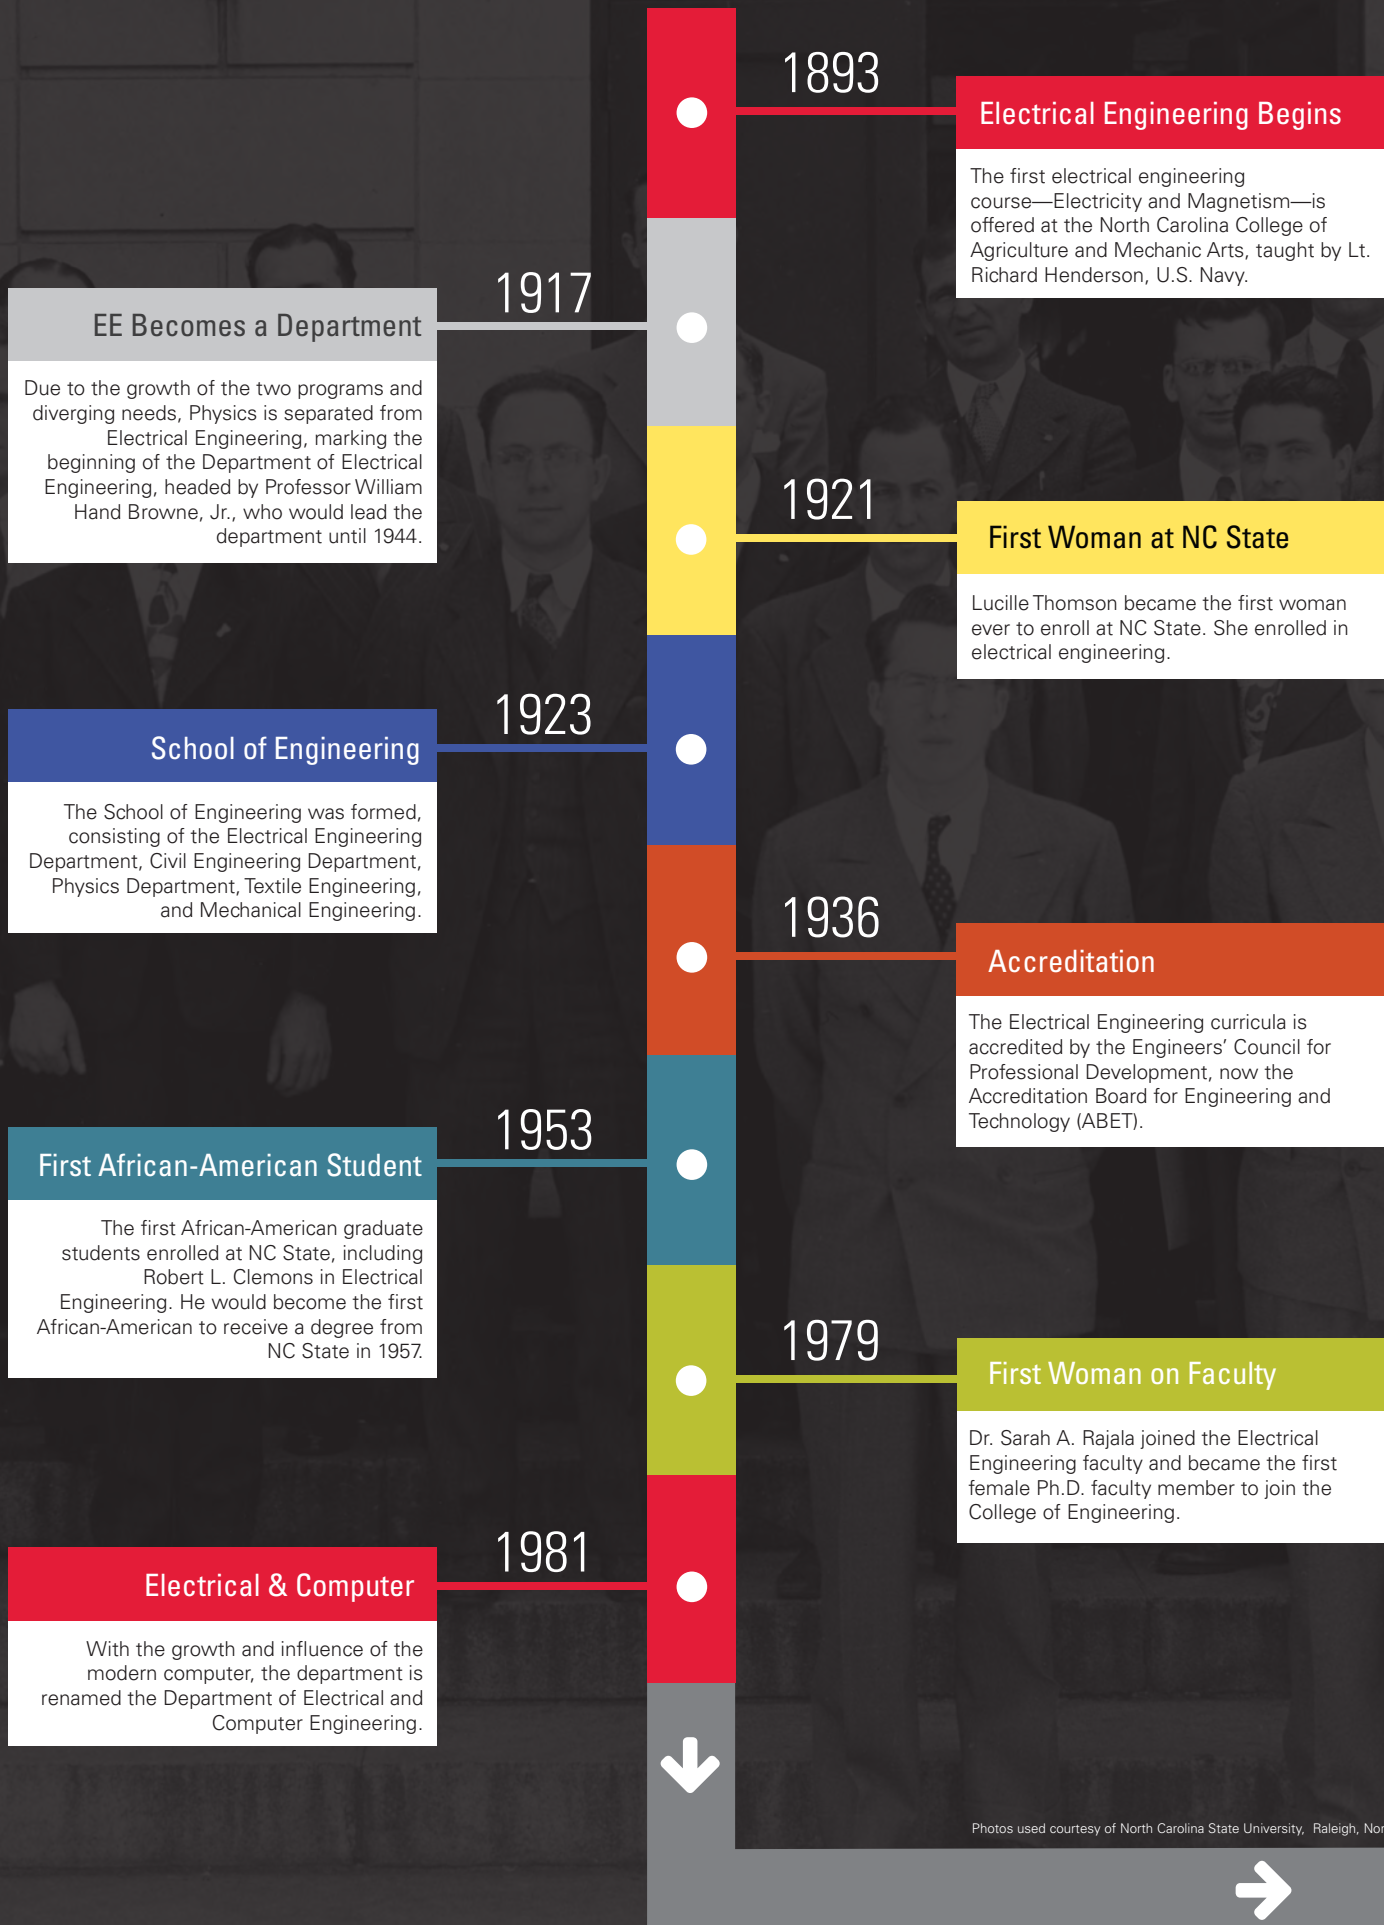 1893
Electrical Engineering Begins
The first electrical engineering
course—Electricity and Magnetism—is
offered at the North Carolina College of
Agriculture and Mechanic Arts, taught by Lt.
Richard Henderson, U.S. Navy.
1917
EE Becomes a Department
Due to the growth of the two programs and
diverging needs, Physics is separated from
Electrical Engineering, marking the
beginning of the Department of Electrical
Engineering, headed by Professor William
Hand Browne, Jr., who would lead the
department until 1944.
1921
First Woman at NC State
Lucille Thomson became the first woman
ever to enroll at NC State. She enrolled in
electrical engineering.
1923
School of Engineering
The School of Engineering was formed,
consisting of the Electrical Engineering
Department, Civil Engineering Department,
Physics Department, Textile Engineering,
and Mechanical Engineering.
1936
Accreditation
The Electrical Engineering curricula is
accredited by the Engineers’ Council for
Professional Development, now the
Accreditation Board for Engineering and
Technology (ABET).
1953
First African-American Student
The first African-American graduate
students enrolled at NC State, including
Robert L. Clemons in Electrical
Engineering. He would become the first
African-American to receive a degree from
NC State in 1957.
1979
First Woman on Faculty
Dr. Sarah A. Rajala joined the Electrical
Engineering faculty and became the first
female Ph.D. faculty member to join the
College of Engineering.
1981
Electrical & Computer
With the growth and influence of the
modern computer, the department is
renamed the Department of Electrical and
Computer Engineering.
Photos used courtesy of North Carolina State University, Raleigh, Nor